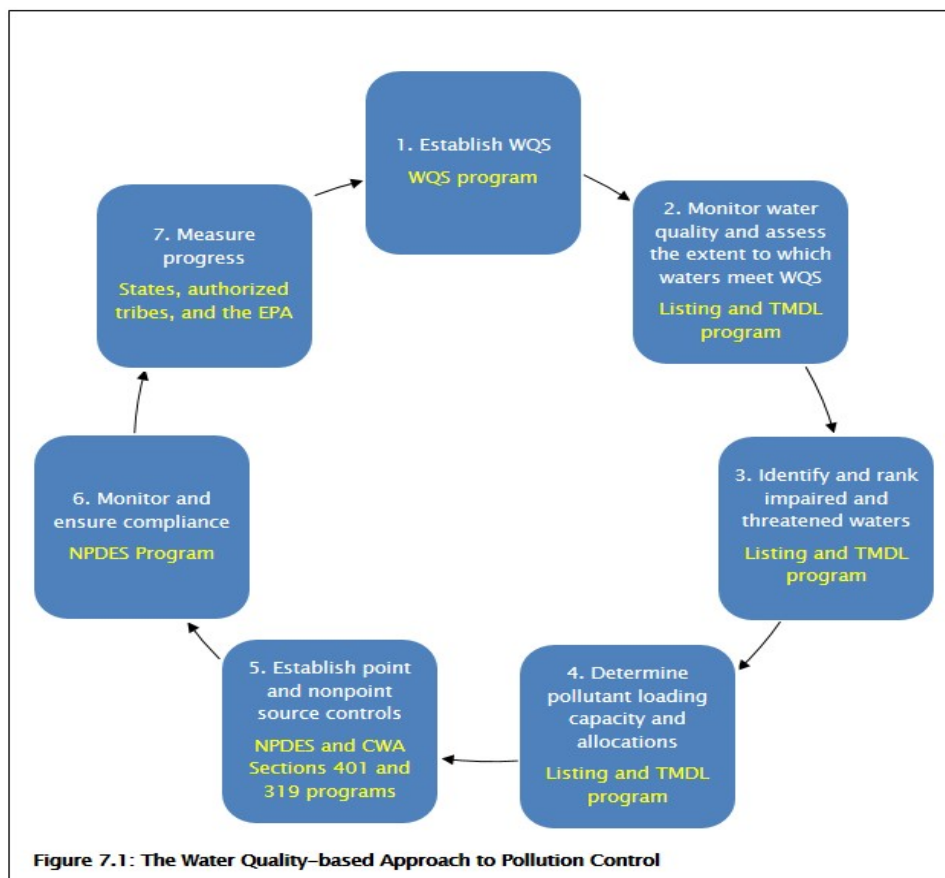 1. Establish WQS
WQS program
2. Monitor water
quality and assess
the extent to which
waters meet WQS
Listing and TMDL
program
3. Identify and rank
impaired and
threatened waters
Listing and TMDL
program
4. Determine
pollutant loading
capacity and
allocations
Listing and TMDL
program
5. Establish point
and nonpoint
source controls
NPDES and CWA
Sections 401 and
319 programs
6. Monitor and
ensure compliance
NPDES Program
7. Measure
progress
States, authorized
tribes, and the EPA
Figure 7.1: The Water Quality-based Approach to Pollution Control